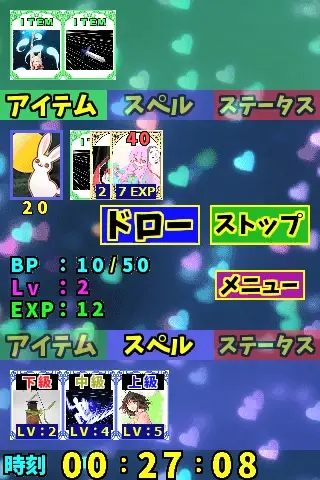 ITEM ITEM
アイテム スペル ステータス
40
2 7 EXP
20
ドロー ストップ
BP :10/50
Lv :2
EXP:12
メニュー
アイテム スペル ステータス
下級 中級 上級
LV:2 LV:4 LV:5
時刻 00:27:08